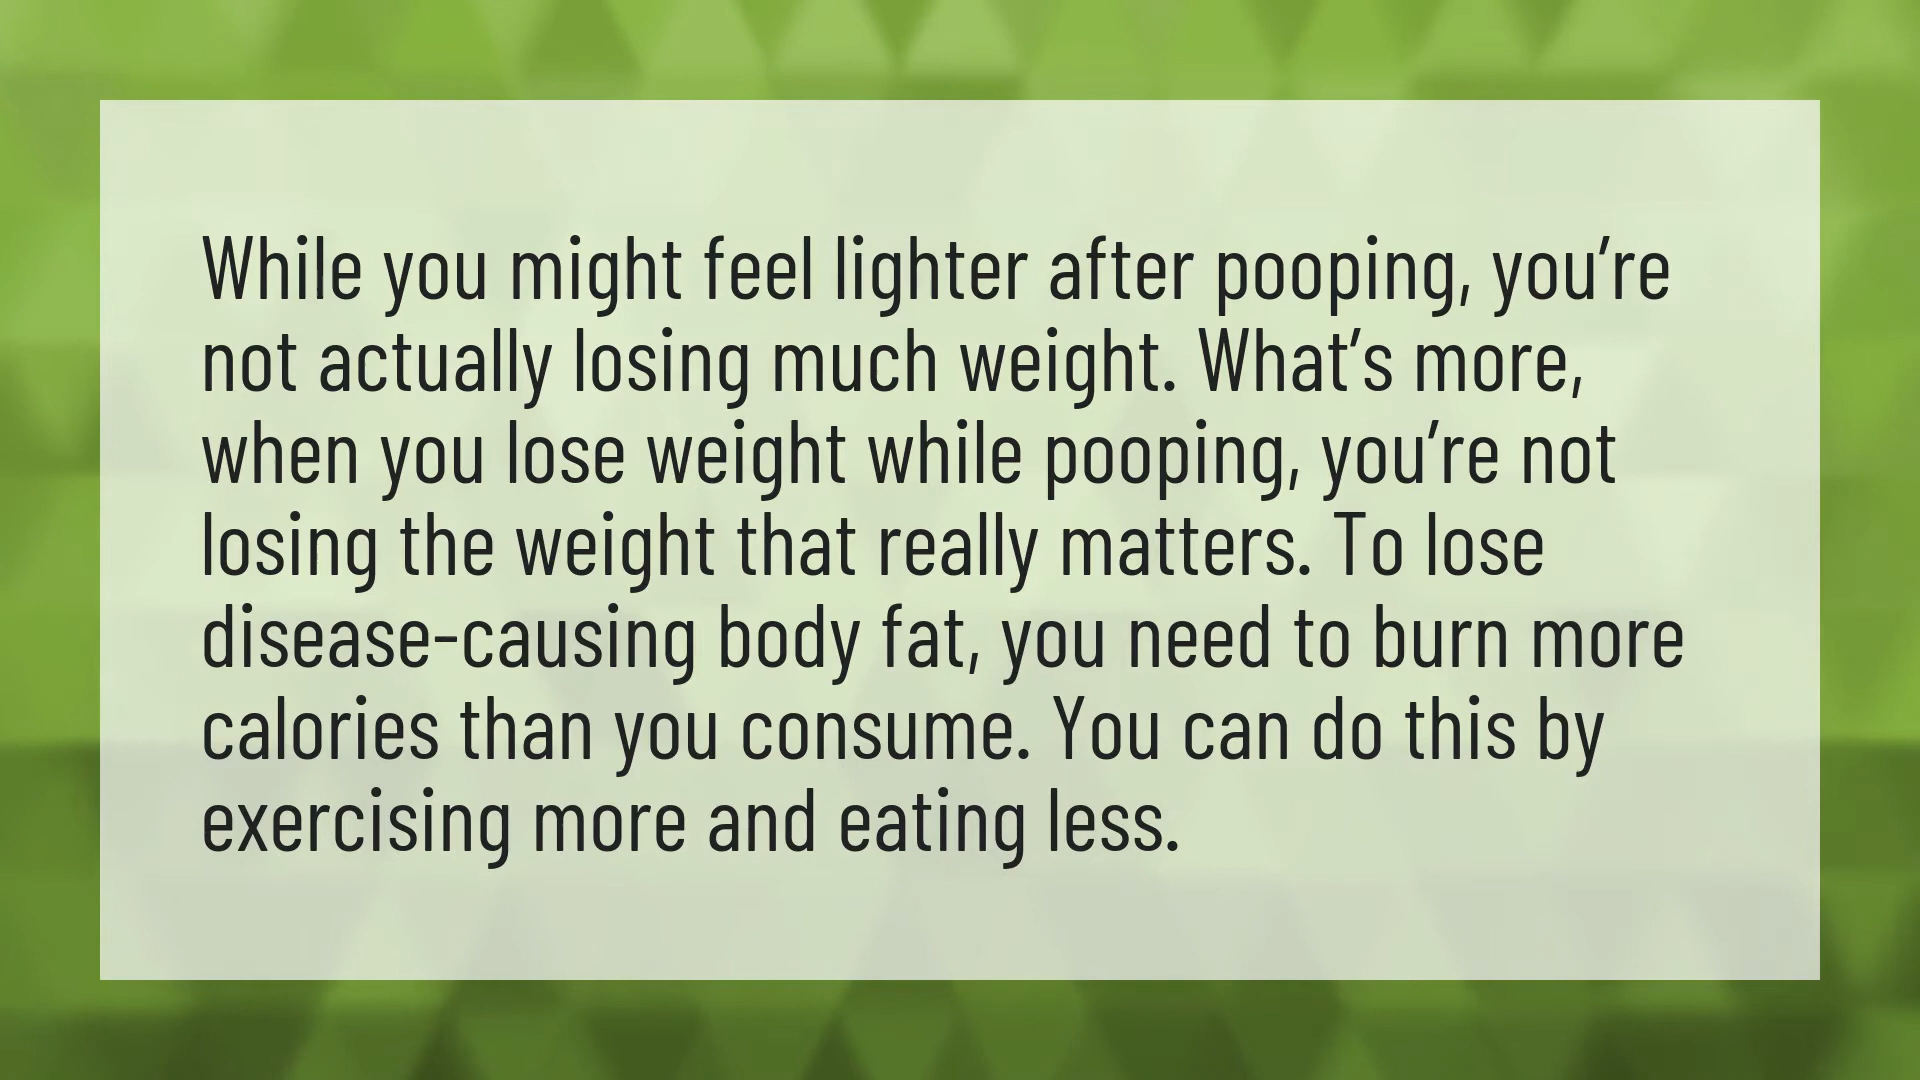 While you might feel lighter after pooping, you’re
not actually losing much weight. What’s more,
when you lose weight while pooping, you’re not
losing the weight that really matters. To lose
disease-causing body fat, you need to burn more
calories than you consume. You can do this by
exercising more and eating less.